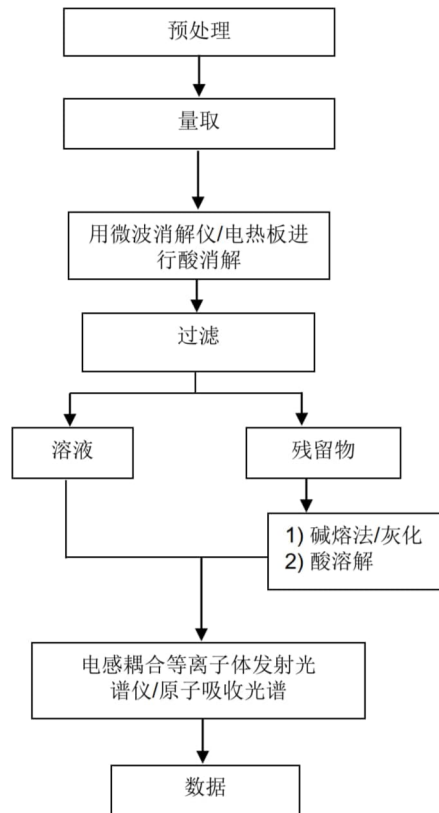 预处理
量取
用微波消解仪/电热板进
行酸消解
过滤
溶液
残留物
1) 碱熔法/灰化
2) 酸溶解
电感耦合等离子体发射光
谱仪/原子吸收光谱
数据